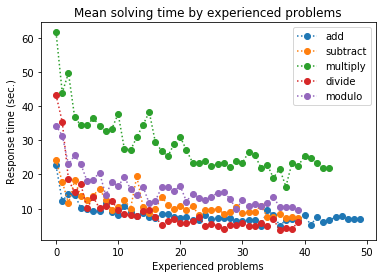 Mean solving time by experienced problems
Response time (sec.)
60
50
40
30
20
10
add
subtract
multiply
divide
modulo
0
10
20
30
40
50
Experienced problems